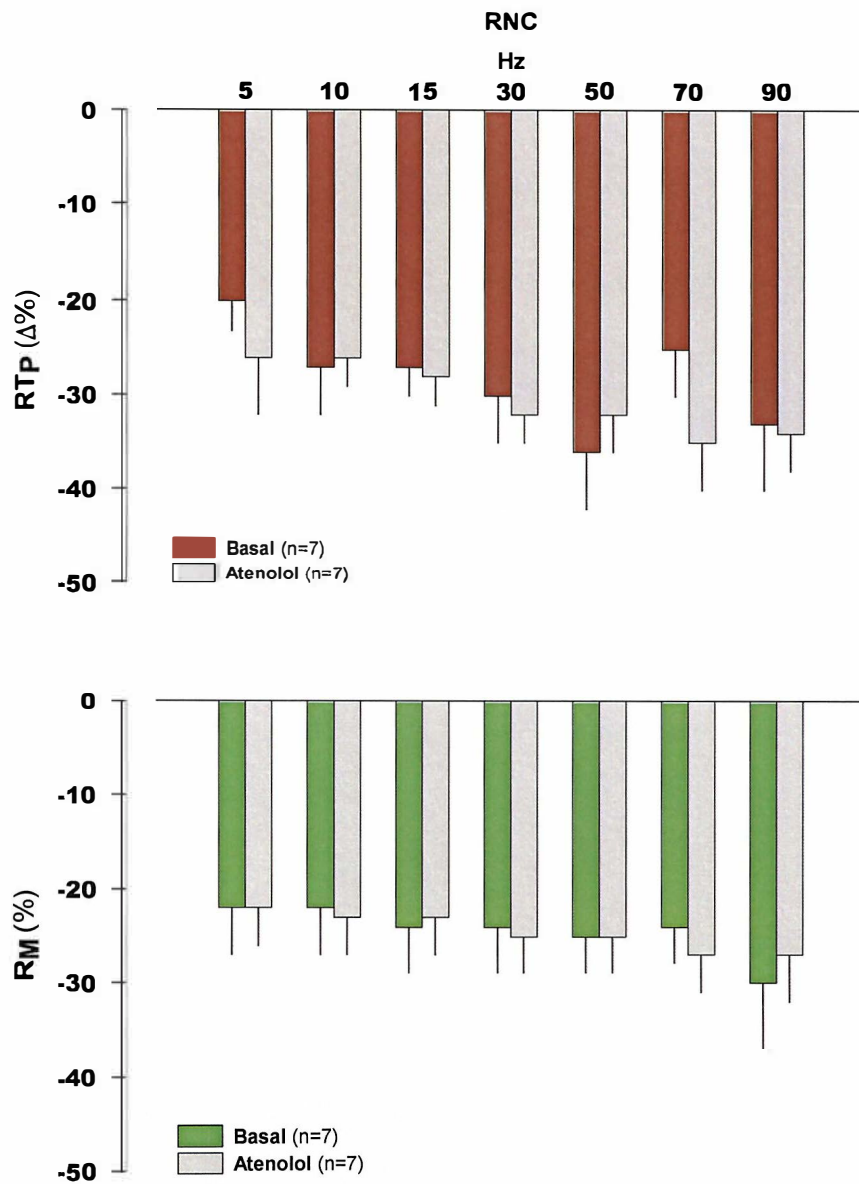 RNC
Hz
5 10 15 30 50 70 90
0
-10
-20
-30
-40
-50
RTP (Δ%)
Basal (n=7)
Atenolol (n=7)
0
-10
-20
-30
-40
-50
RM (%)
Basal (n=7)
Atenolol (n=7)